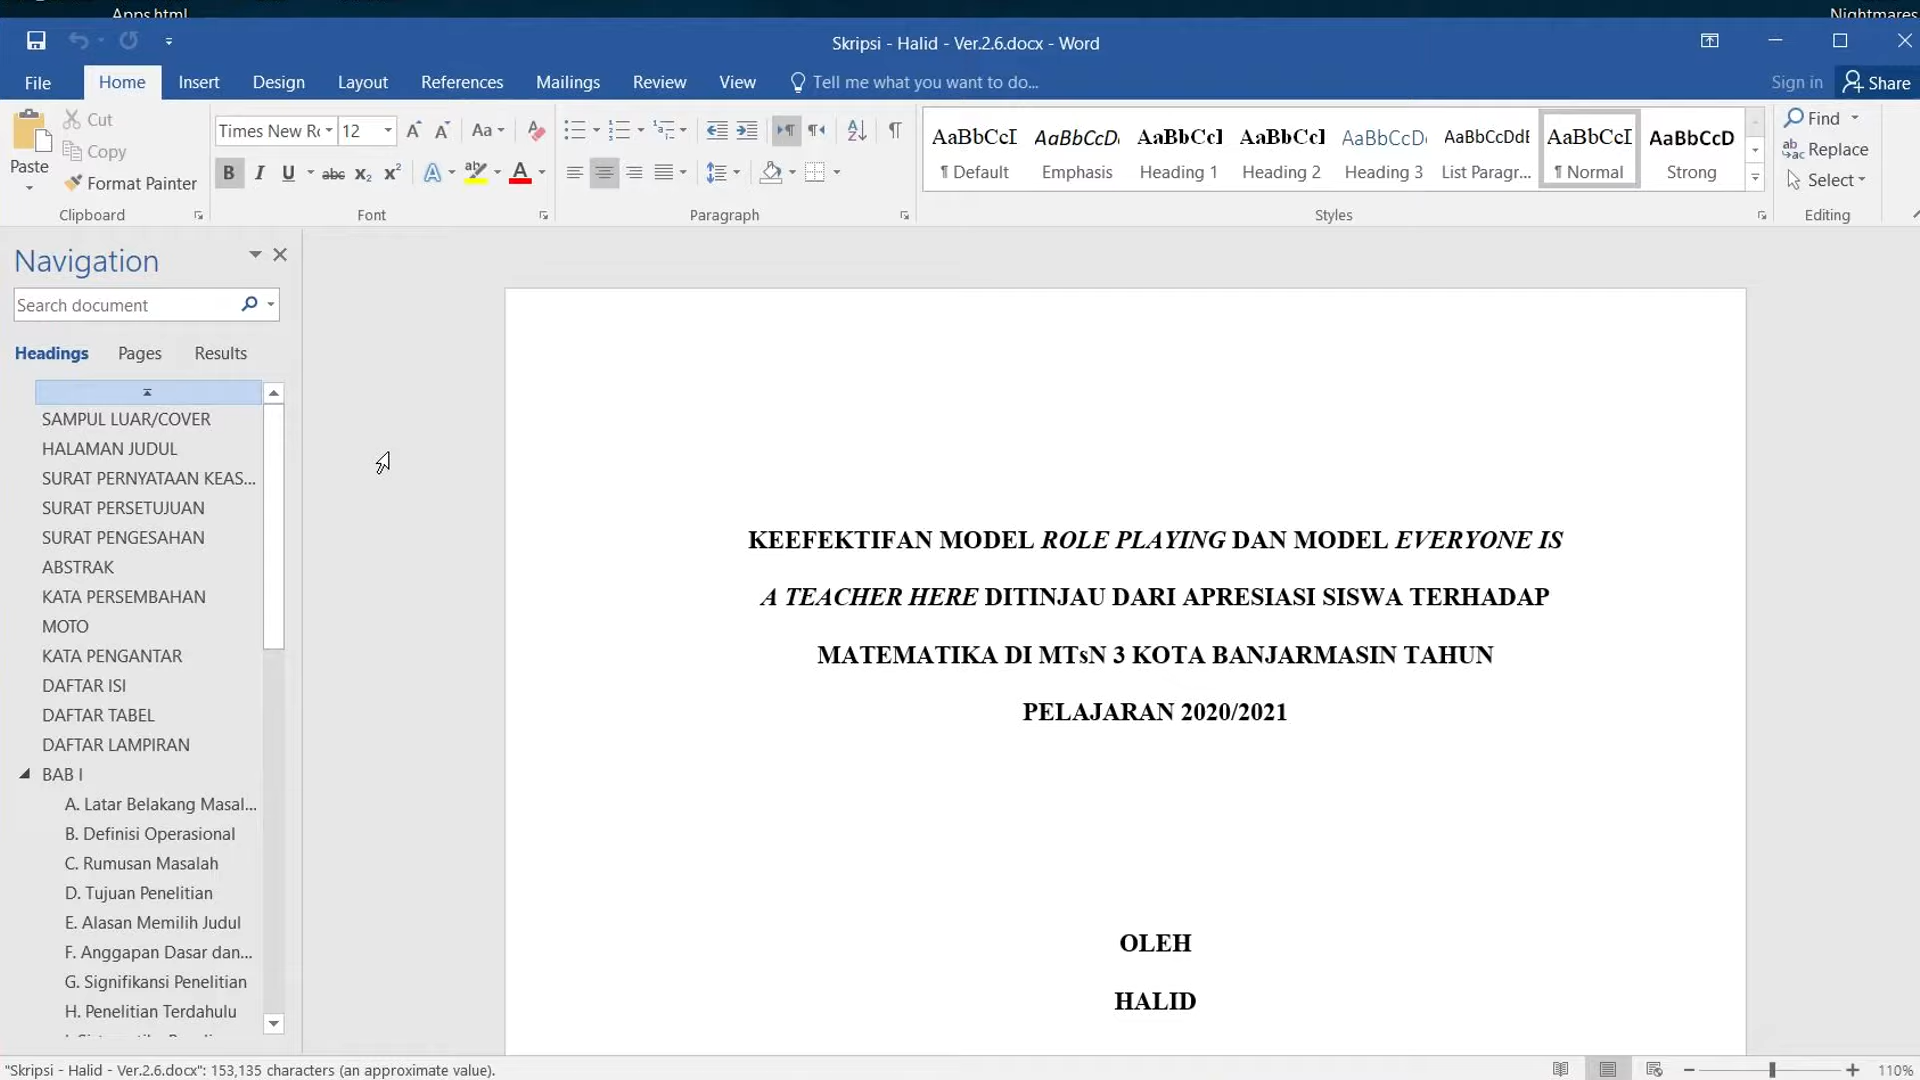 Apps.html
Nightmares
Skripsi - Halid - Ver.2.6.docx - Word
File Home Insert Design Layout References Mailings Review View Tell me what you want to do... Sign in Share
Paste
Cut
Copy
Format Painter
Clipboard
Times New Ro 12
Font
Paragraph
AaBbCcI AaBbCcD AaBbCcI AaBbCcI AaBbCcD AaBbCcDdE AaBbCcI AaBbCcD
¶ Default Emphasis Heading 1 Heading 2 Heading 3 List Paragr... ¶ Normal Strong
Styles
Find
Replace
Select
Editing
Navigation
Search document
Headings Pages Results
SAMPUL LUAR/COVER
HALAMAN JUDUL
SURAT PERNYATAAN KEAS...
SURAT PERSETUJUAN
SURAT PENGESAHAN
ABSTRAK
KATA PERSEMBAHAN
MOTO
KATA PENGANTAR
DAFTAR ISI
DAFTAR TABEL
DAFTAR LAMPIRAN
BAB I
A. Latar Belakang Masal...
B. Definisi Operasional
C. Rumusan Masalah
D. Tujuan Penelitian
E. Alasan Memilih Judul
F. Anggapan Dasar dan...
G. Signifikansi Penelitian
H. Penelitian Terdahulu
KEEFEKTIFAN MODEL ROLE PLAYING DAN MODEL EVERYONE IS
A TEACHER HERE DITINJAU DARI APRESIASI SISWA TERHADAP
MATEMATIKA DI MTsN 3 KOTA BANJARMASIN TAHUN
PELAJARAN 2020/2021
OLEH
HALID
"Skripsi - Halid - Ver.2.6.docx": 153,135 characters (an approximate value).
110%